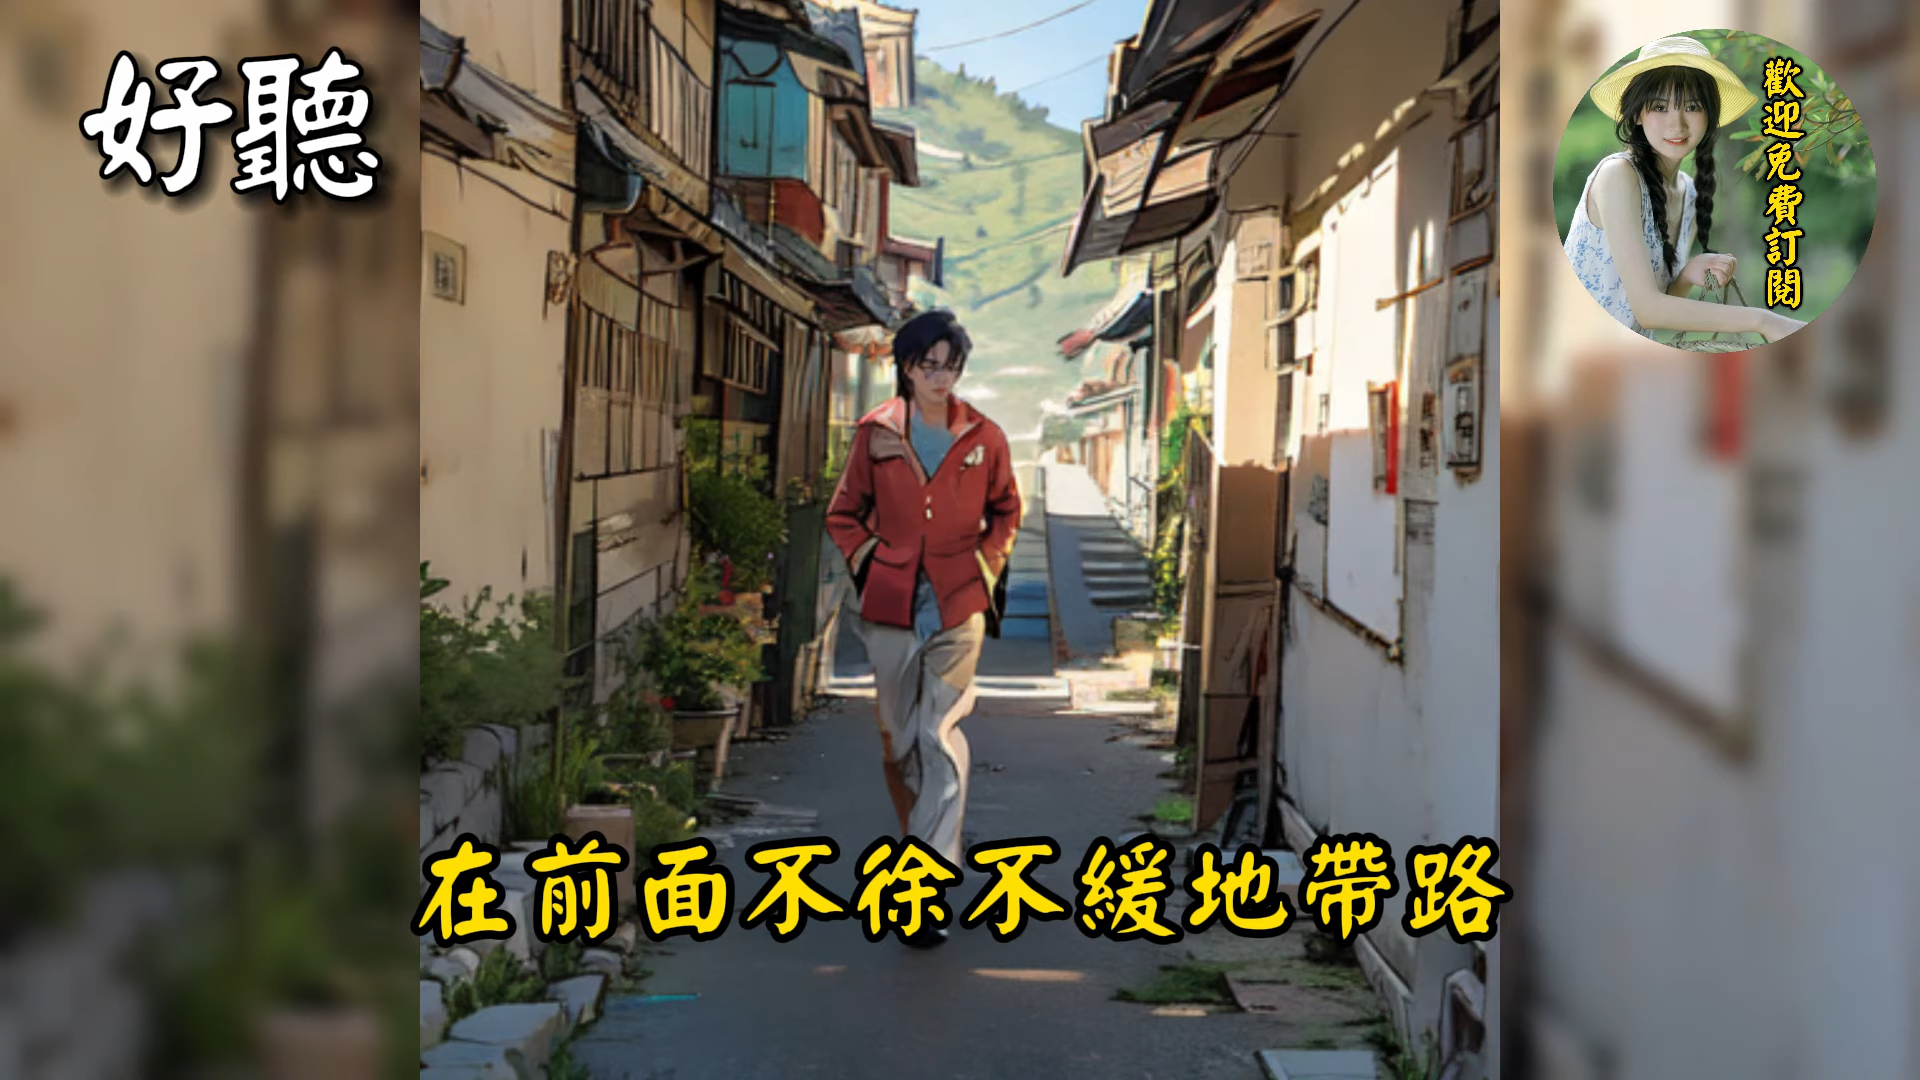 好聽
歡迎免費訂閱
在前面不徐不緩地帶路